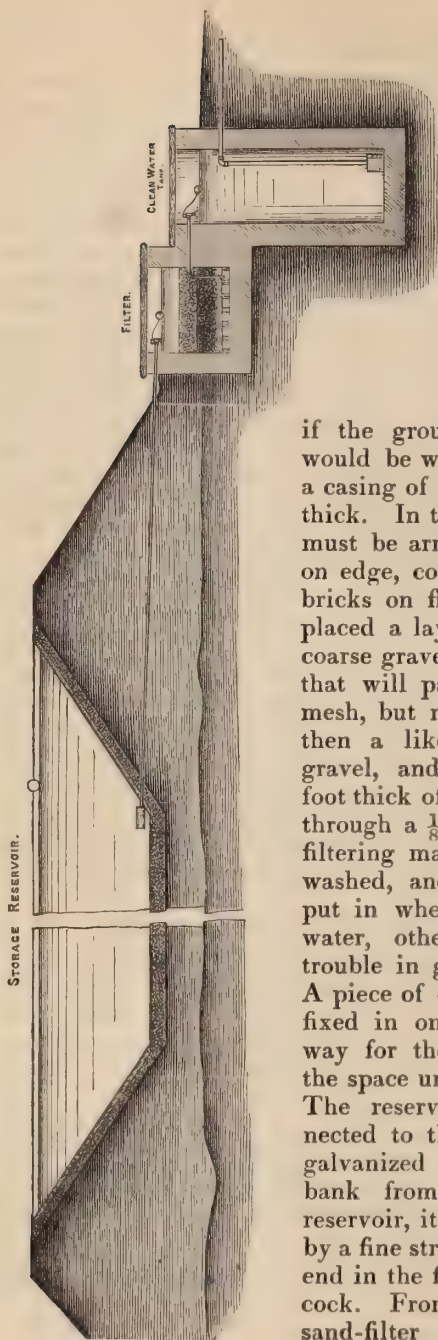 CLEAN WATER
TANK.
FILTER.
STORAGE RESERVOIR.
if the grou
would be w
a casing of
thick. In t
must be arr
on edge, co
bricks on fl
placed a lay
coarse grave
that will pa
mesh, but n
then a like
gravel, and
foot thick of
through a ⅛
filtering ma
washed, and
put in whe
water, othe
trouble in g
A piece of
fixed in on
way for the
the space un
The reserv
nected to th
galvanized
bank from
reservoir, it
by a fine str
end in the f
cock. From
sand-filter